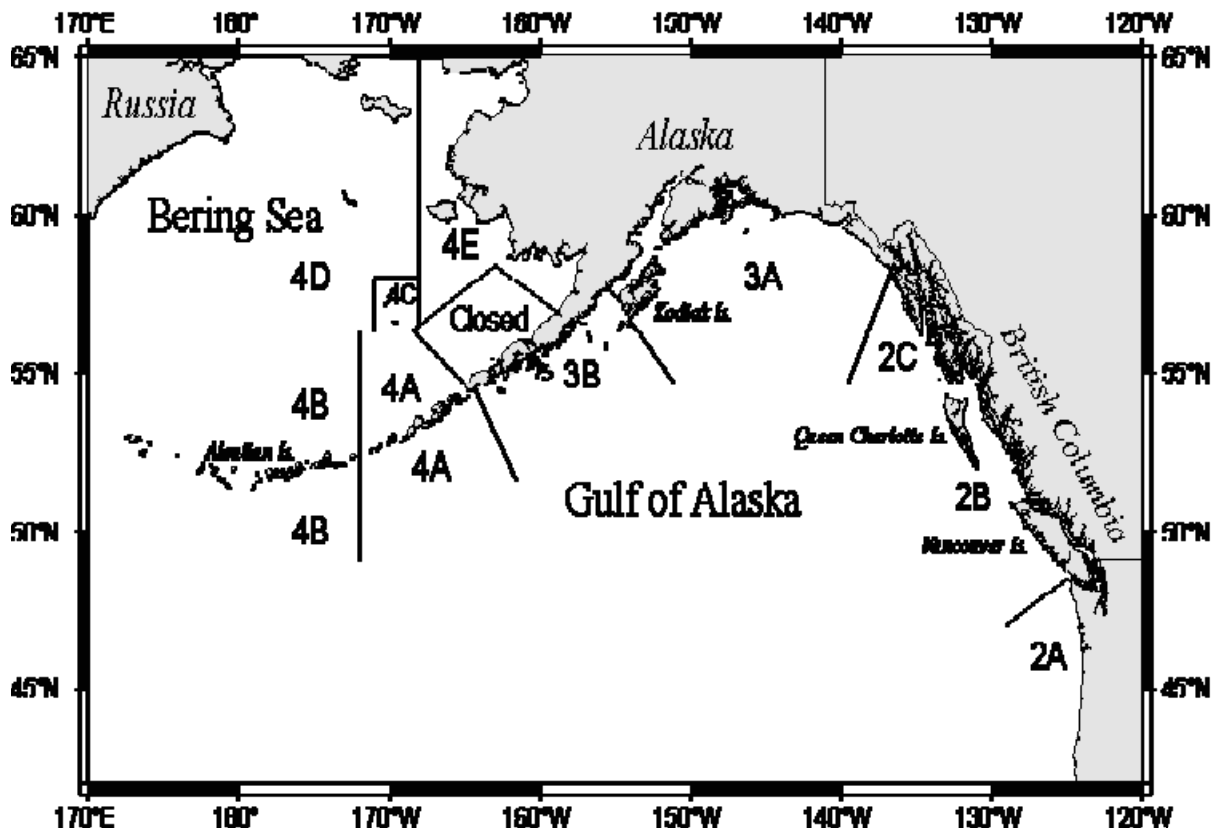 170°E 180° 170°W 160°W 150°W 140°W 130°W 120°W
65°N 65°N
Russia
Alaska
60°N 60°N
Bering Sea
4E
4D
4C
3A
Closed
Kodiak Is.
2C
55°N 55°N
3B
4A
4B
British Columbia
Queen Charlotte Is.
Aleutian Is.
4A
2B
Gulf of Alaska
50°N 50°N
4B
Vancouver Is.
2A
45°N 45°N
170°E 180° 170°W 160°W 150°W 140°W 130°W 120°W